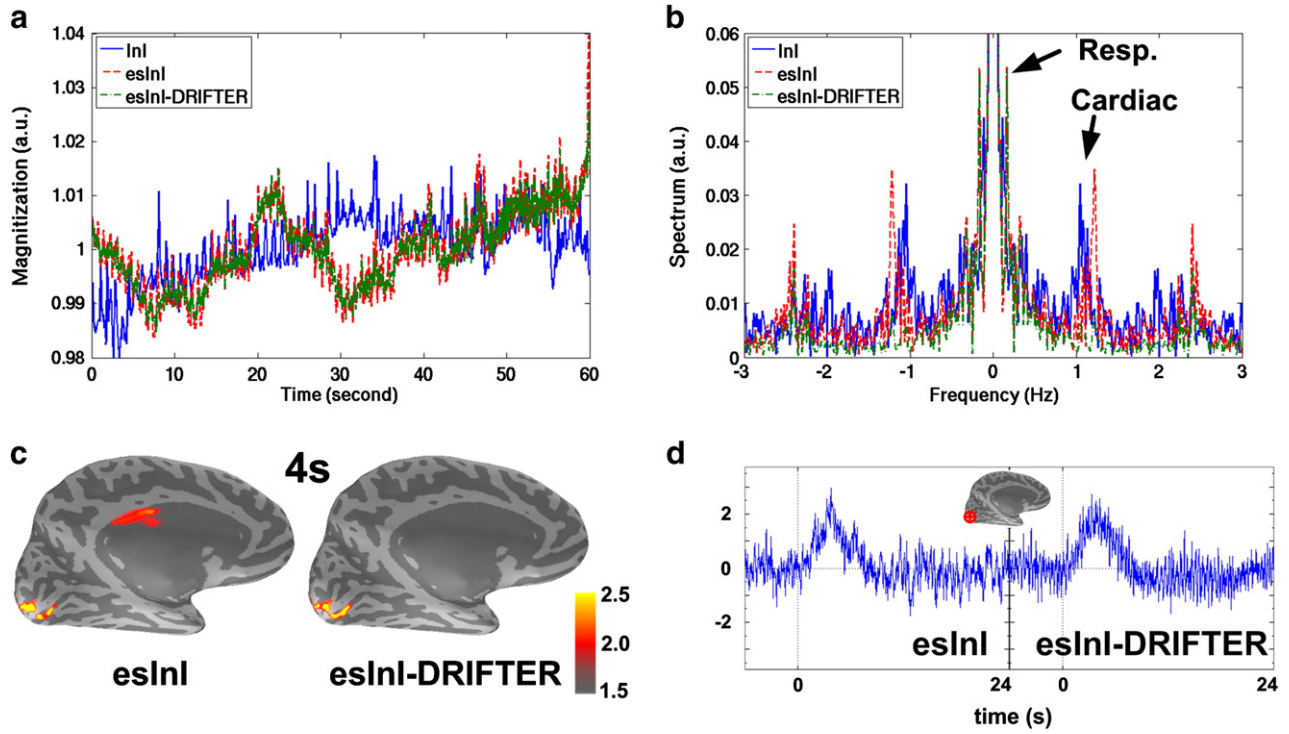 a
1.04
1.03
1.02
1.01
1
0.99
0.98
Magnitization (a.u.)
InI
esInI
esInI-DRIFTER
0 10 20 30 40 50 60
Time (second)
b
0.06
0.05
0.04
0.03
0.02
0.01
0
Spectrum (a.u.)
InI
esInI
esInI-DRIFTER
Resp.
Cardiac
-3 -2 -1 0 1 2 3
Frequency (Hz)
c
4s
esInI
esInI-DRIFTER
2.5
2.0
1.5
d
2
0
-2
esInI
esInI-DRIFTER
0 24 0 24
time (s)